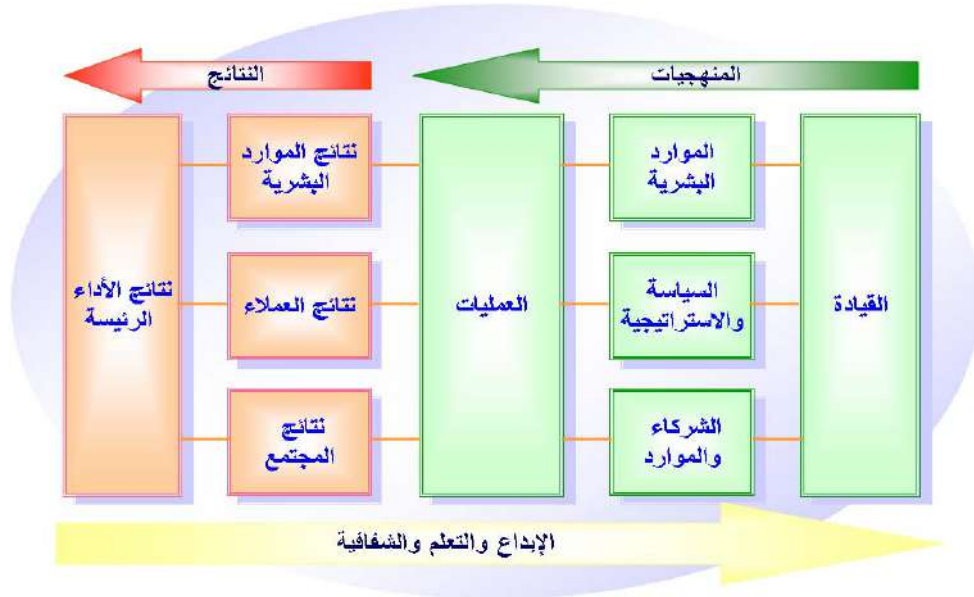 المنهجيات
النتائج
القيادة
الموارد
البشرية
السياسة
والاستراتيجية
الشركاء
والموارد
العمليات
نتائج الموارد
البشرية
نتائج العملاء
نتائج
المجتمع
نتائج الأداء
الرئيسة
الإبداع والتعلم والشفافية